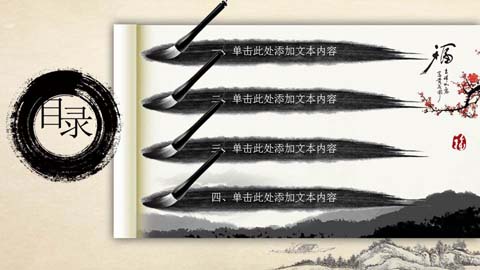 目录
一、单击此处添加文本内容
二、单击此处添加文本内容
三、单击此处添加文本内容
四、单击此处添加文本内容
福